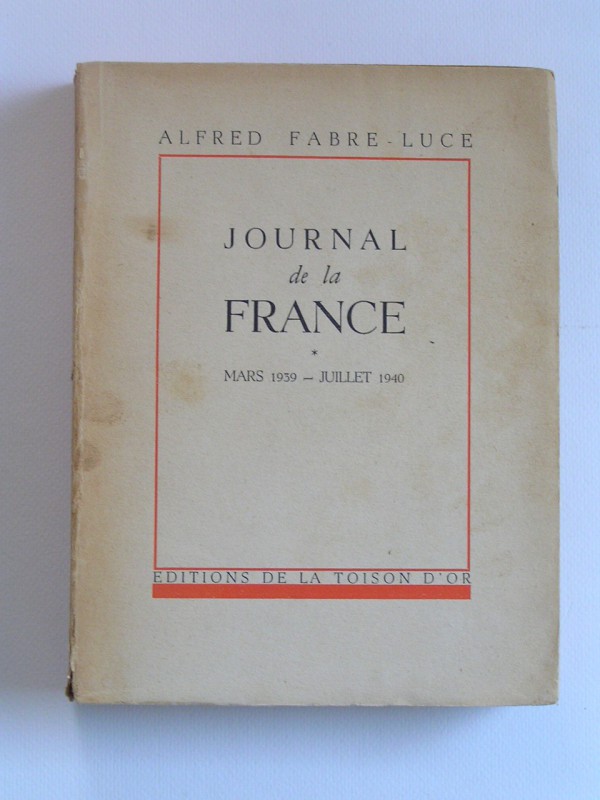 ALFRED FABRE-LUCE
JOURNAL
de la
FRANCE
*
MARS 1939 — JUILLET 1940
EDITIONS DE LA TOISON D'OR